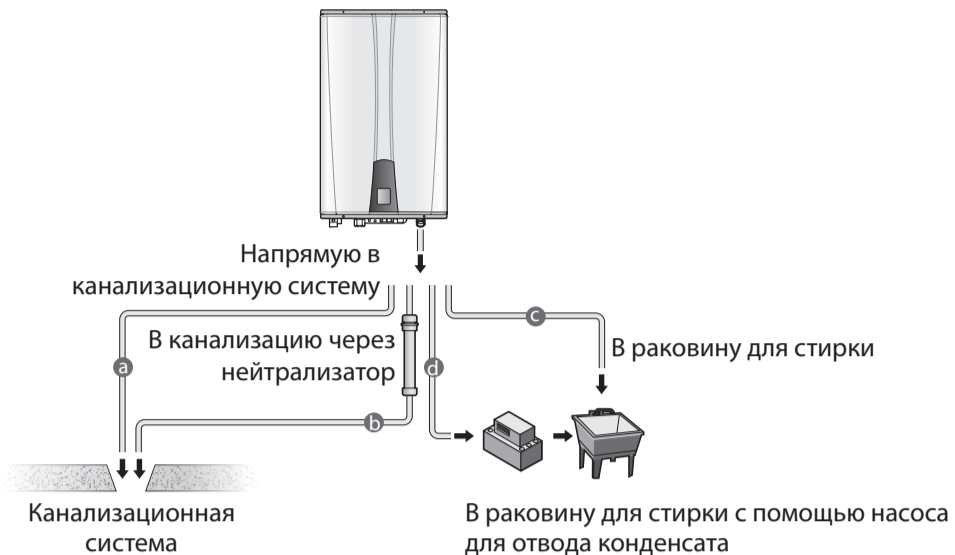 Напрямую в
канализационную систему
В канализацию через
нейтрализатор
c
В раковину для стирки
a
d
b
Канализационная
система
В раковину для стирки с помощью насоса
для отвода конденсата